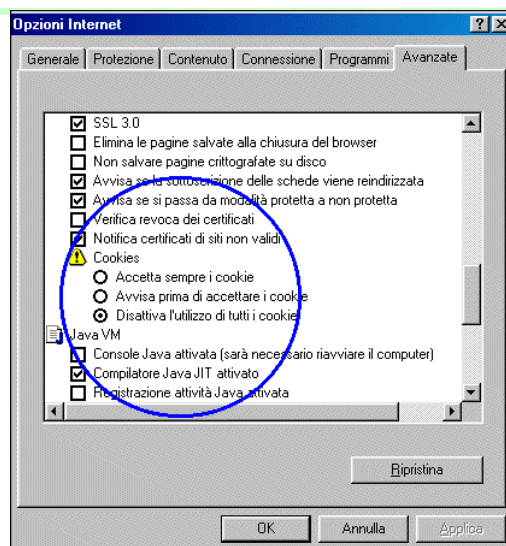 Opzioni Internet
Generale Protezione Contenuto Connessione Programmi Avanzate
SSL 3.0
Elimina le pagine salvate alla chiusura del browser
Non salvare pagine crittografate su disco
Avvisa se la sottoscrizione delle schede viene reindirizzata
Avvisa se si passa da modalità protetta a non protetta
Verifica revoca dei certificati
Notifica certificati di siti non validi
Cookies
Accetta sempre i cookie
Avvisa prima di accettare i cookie
Disattiva l'utilizzo di tutti i cookie
Java VM
Console Java attivata (sarà necessario riavviare il computer)
Compilatore Java JIT attivato
Registrazione attività Java attivata
Ripristina
OK Annulla Applica